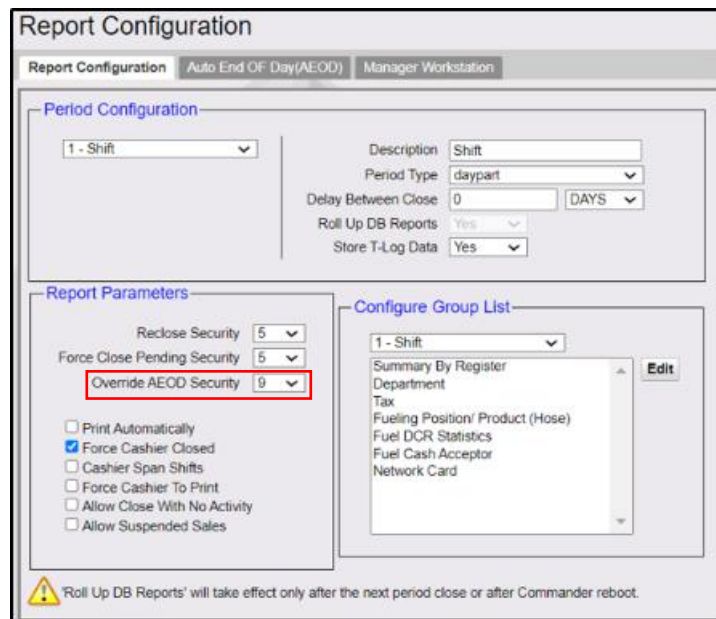 Report Configuration
Report Configuration Auto End OF Day(AEOD) Manager Workstation
Period Configuration
1 - Shift
Description Shift
Period Type daypart
Delay Between Close 0 DAYS
Roll Up DB Reports Yes
Store T-Log Data Yes
Report Parameters
Reclose Security 5
Force Close Pending Security 5
Override AEOD Security 9
Print Automatically
Force Cashier Closed
Cashier Span Shifts
Force Cashier To Print
Allow Close With No Activity
Allow Suspended Sales
Configure Group List
1 - Shift
Edit
Summary By Register
Department
Tax
Fueling Position/ Product (Hose)
Fuel DCR Statistics
Fuel Cash Acceptor
Network Card
'Roll Up DB Reports' will take effect only after the next period close or after Commander reboot.